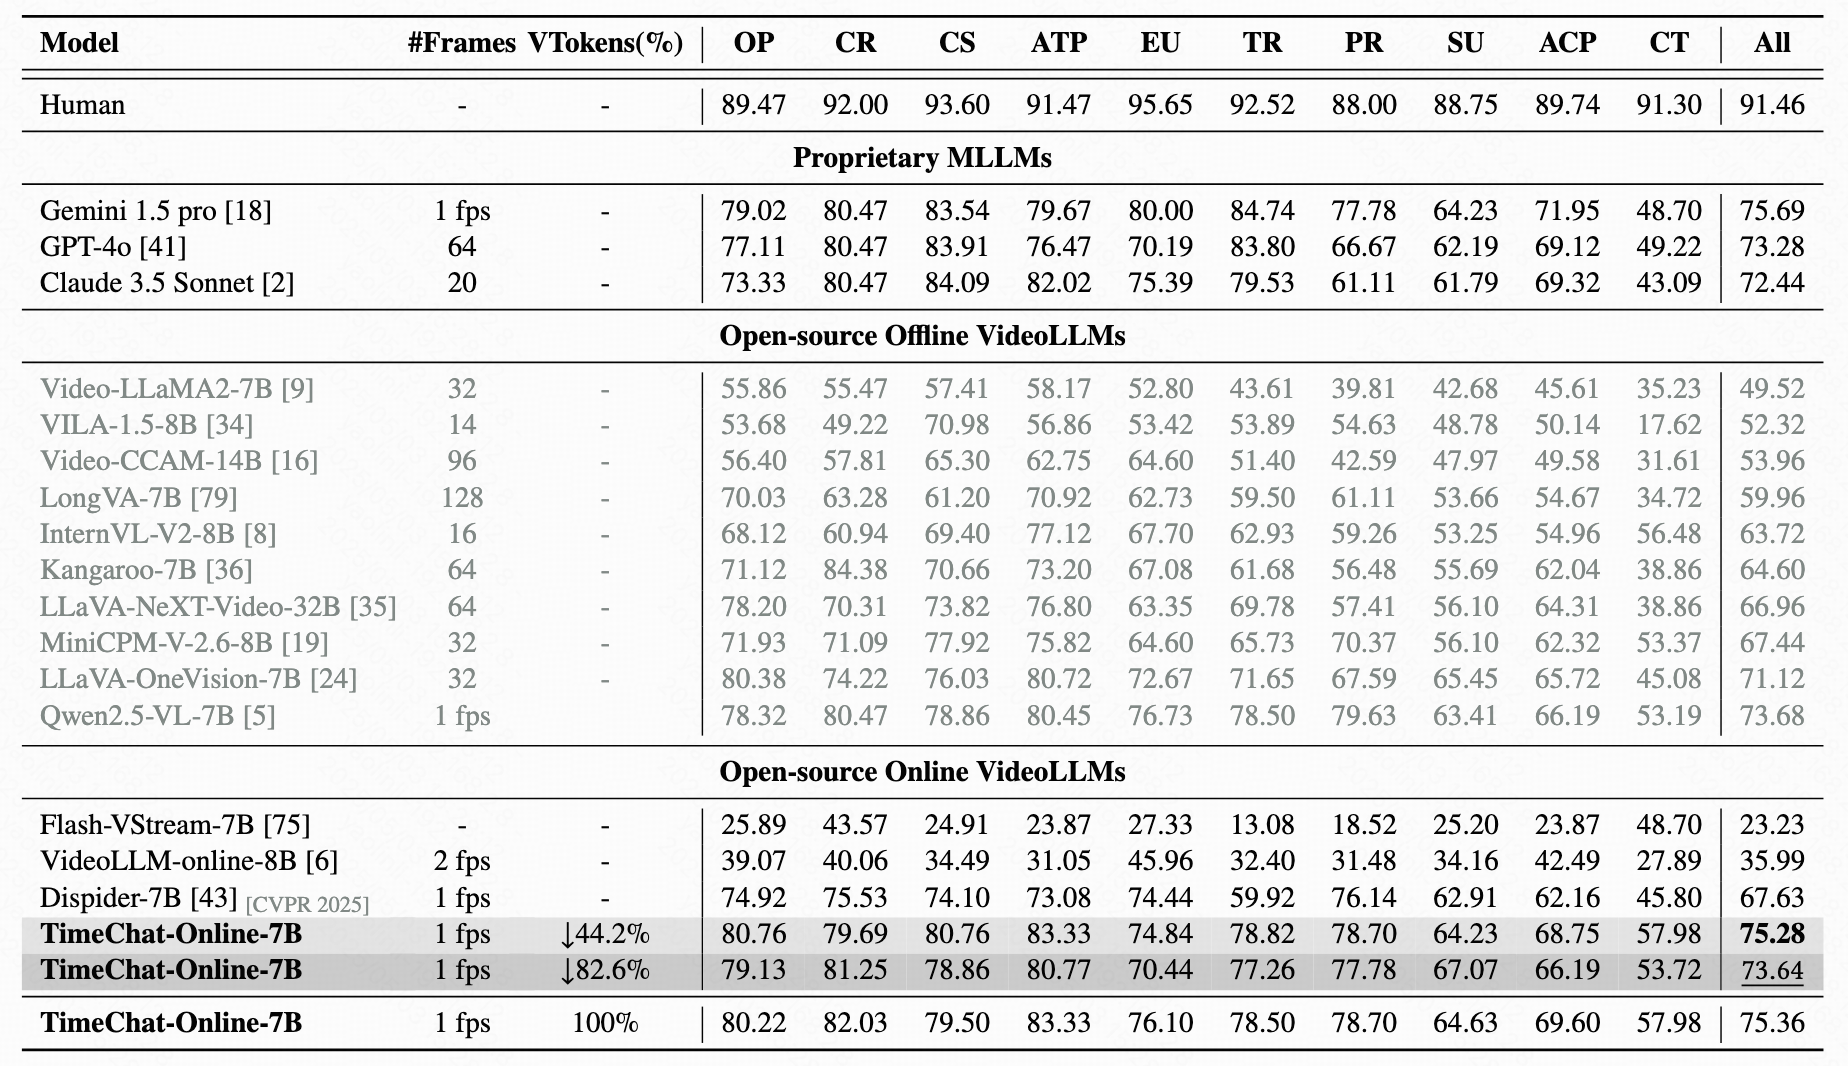 Model #Frames VTokens(%) OP CR CS ATP EU TR PR SU ACP CT All
Human - - 89.47 92.00 93.60 91.47 95.65 92.52 88.00 88.75 89.74 91.30 91.46
Proprietary MLLMs
Gemini 1.5 pro [18] 1 fps - 79.02 80.47 83.54 79.67 80.00 84.74 77.78 64.23 71.95 48.70 75.69
GPT-4o [41] 64 - 77.11 80.47 83.91 76.47 70.19 83.80 66.67 62.19 69.12 49.22 73.28
Claude 3.5 Sonnet [2] 20 - 73.33 80.47 84.09 82.02 75.39 79.53 61.11 61.79 69.32 43.09 72.44
Open-source Offline VideoLLMs
Video-LLaMA2-7B [9] 32 - 55.86 55.47 57.41 58.17 52.80 43.61 39.81 42.68 45.61 35.23 49.52
VILA-1.5-8B [34] 14 - 53.68 49.22 70.98 56.86 53.42 53.89 54.63 48.78 50.14 17.62 52.32
Video-CCAM-14B [16] 96 - 56.40 57.81 65.30 62.75 64.60 51.40 42.59 47.97 49.58 31.61 53.96
LongVA-7B [79] 128 - 70.03 63.28 61.20 70.92 62.73 59.50 61.11 53.66 54.67 34.72 59.96
InternVL-V2-8B [8] 16 - 68.12 60.94 69.40 77.12 67.70 62.93 59.26 53.25 54.96 56.48 63.72
Kangaroo-7B [36] 64 - 71.12 84.38 70.66 73.20 67.08 61.68 56.48 55.69 62.04 38.86 64.60
LLaVA-NeXT-Video-32B [35] 64 - 78.20 70.31 73.82 76.80 63.35 69.78 57.41 56.10 64.31 38.86 66.96
MiniCPM-V-2.6-8B [19] 32 - 71.93 71.09 77.92 75.82 64.60 65.73 70.37 56.10 62.32 53.37 67.44
LLaVA-OneVision-7B [24] 32 - 80.38 74.22 76.03 80.72 72.67 71.65 67.59 65.45 65.72 45.08 71.12
Qwen2.5-VL-7B [5] 1 fps 78.32 80.47 78.86 80.45 76.73 78.50 79.63 63.41 66.19 53.19 73.68
Open-source Online VideoLLMs
Flash-VStream-7B [75] - - 25.89 43.57 24.91 23.87 27.33 13.08 18.52 25.20 23.87 48.70 23.23
VideoLLM-online-8B [6] 2 fps - 39.07 40.06 34.49 31.05 45.96 32.40 31.48 34.16 42.49 27.89 35.99
Dispider-7B [43] [CVPR 2025] 1 fps - 74.92 75.53 74.10 73.08 74.44 59.92 76.14 62.91 62.16 45.80 67.63
TimeChat-Online-7B 1 fps ↓44.2% 80.76 79.69 80.76 83.33 74.84 78.82 78.70 64.23 68.75 57.98 75.28
TimeChat-Online-7B 1 fps ↓82.6% 79.13 81.25 78.86 80.77 70.44 77.26 77.78 67.07 66.19 53.72 73.64
TimeChat-Online-7B 1 fps 100% 80.22 82.03 79.50 83.33 76.10 78.50 78.70 64.63 69.60 57.98 75.36